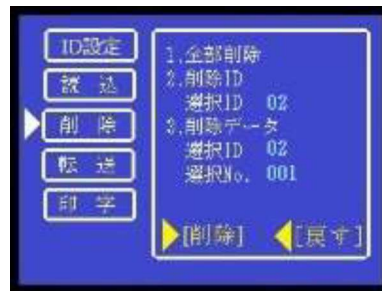 ID設定
読 込
削 除
転 送
印 字
1.全部削除
2.削除ID
選択ID 02
3.削除データ
選択ID 02
選択No. 001
[削除]
[戻す]